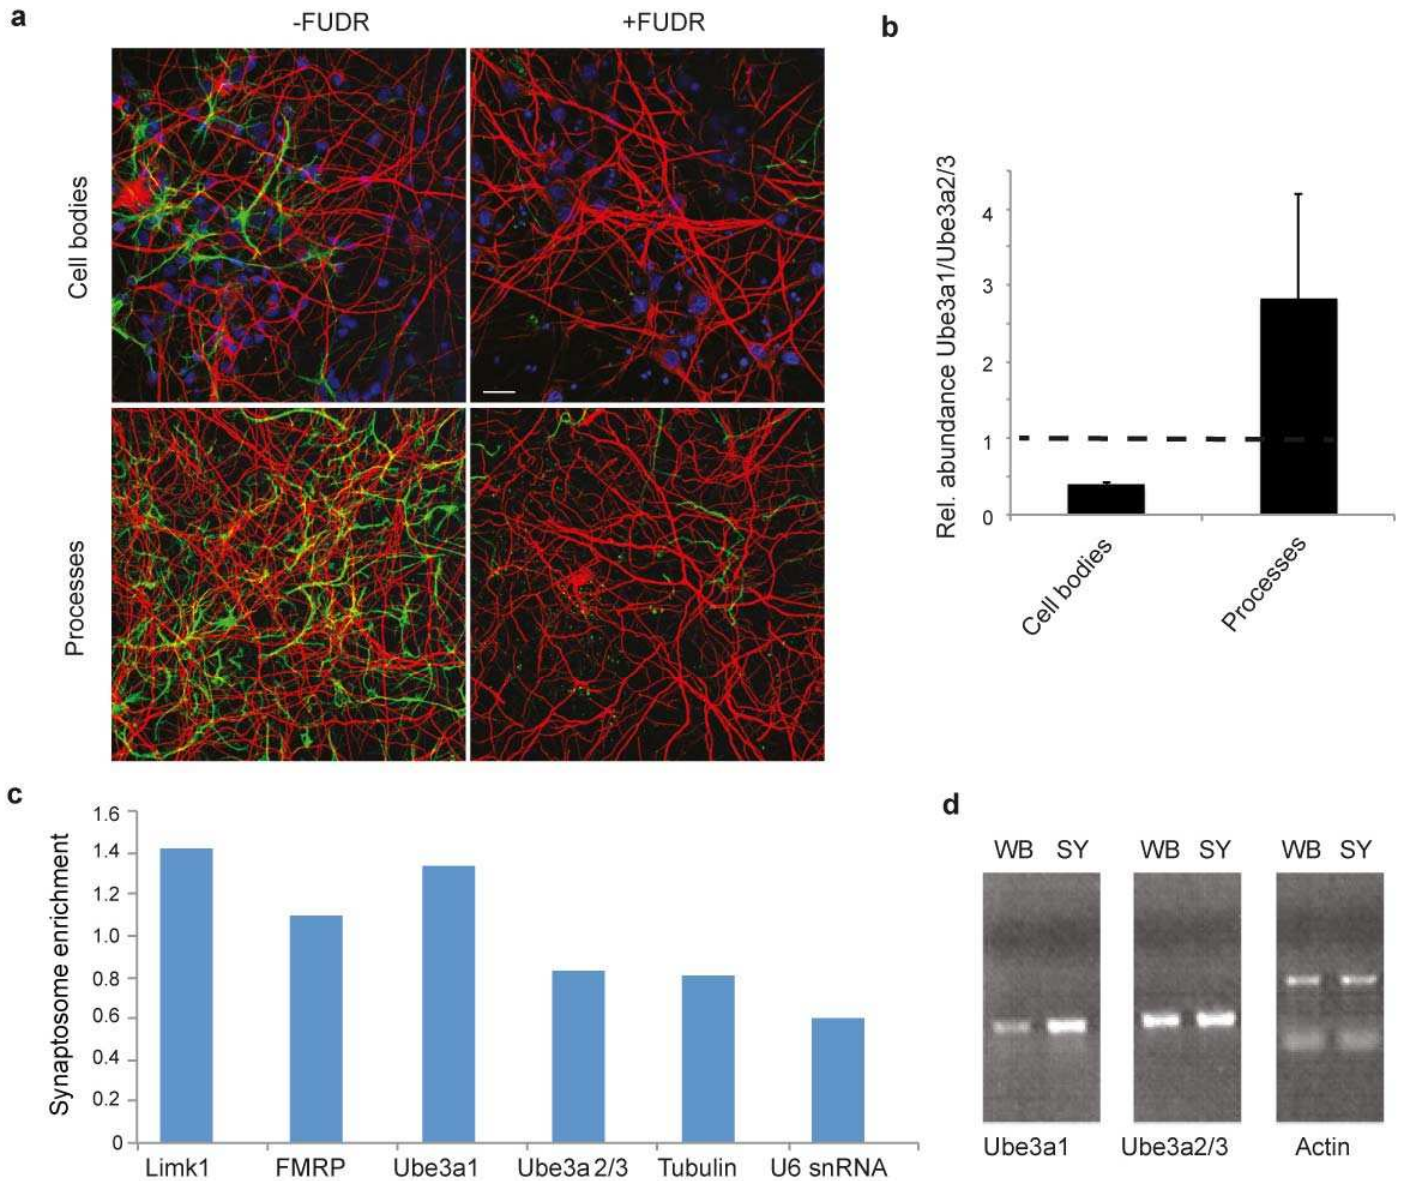 a
-FUDR
+FUDR
Cell bodies
Processes
b
Rel. abundance Ube3a1/Ube3a2/3
4
3
2
1
0
Cell bodies
Processes
c
Synaptosome enrichment
1.6
1.4
1.2
1.0
0.8
0.6
0.4
0.2
0
Limk1 FMRP Ube3a1 Ube3a2/3 Tubulin U6 snRNA
d
WB SY WB SY WB SY
Ube3a1 Ube3a2/3 Actin